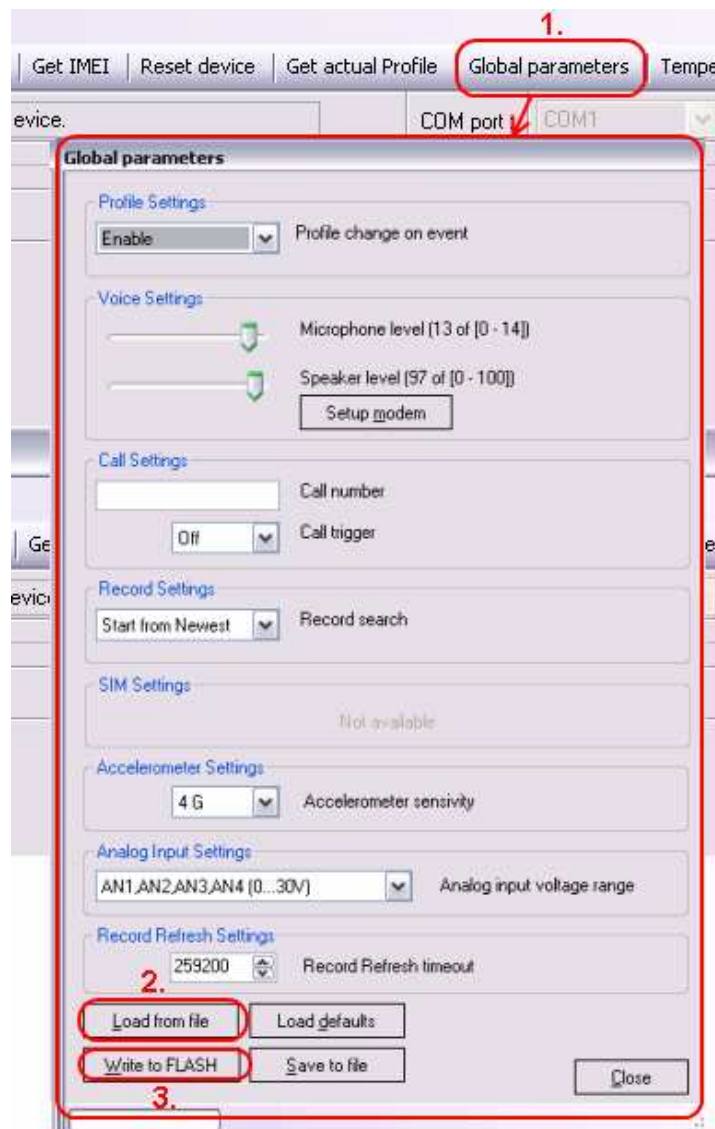 1.
Get IMEI Reset device Get actual Profile Global parameters Tempe
evice. COM port COM1
Global parameters
Profile Settings
Enable Profile change on event
Voice Settings
Microphone level (13 of [0 - 14])
Speaker level (97 of [0 - 100])
Setup modem
Call Settings
Call number
Ge
Off Call trigger
evice
Record Settings
Start from Newest Record search
SIM Settings
Not available
Accelerometer Settings
4 G Accelerometer sensivity
Analog Input Settings
AN1,AN2,AN3,AN4 (0...30V) Analog input voltage range
Record Refresh Settings
259200 Record Refresh timeout
2.
Load from file Load defaults
Write to FLASH Save to file
Close
3.